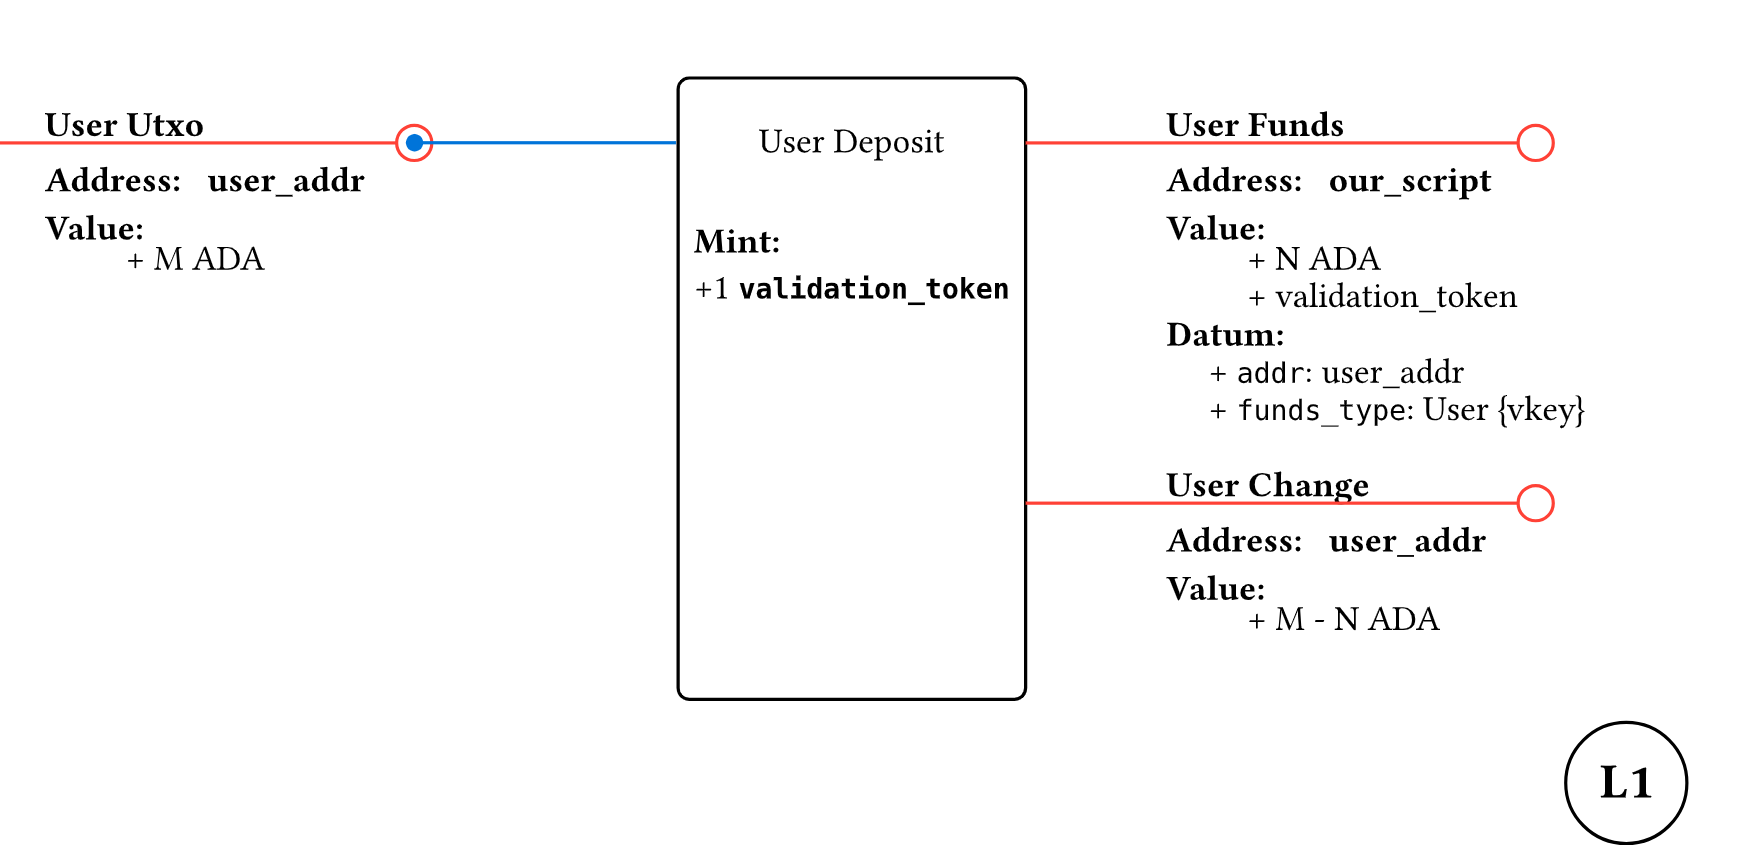 User Utxo
Address: user_addr
Value:
+ M ADA
User Deposit
Mint:
+1 validation_token
User Funds
Address: our_script
Value:
+ N ADA
+ validation_token
Datum:
+ addr: user_addr
+ funds_type: User {vkey}
User Change
Address: user_addr
Value:
+ M - N ADA
L1